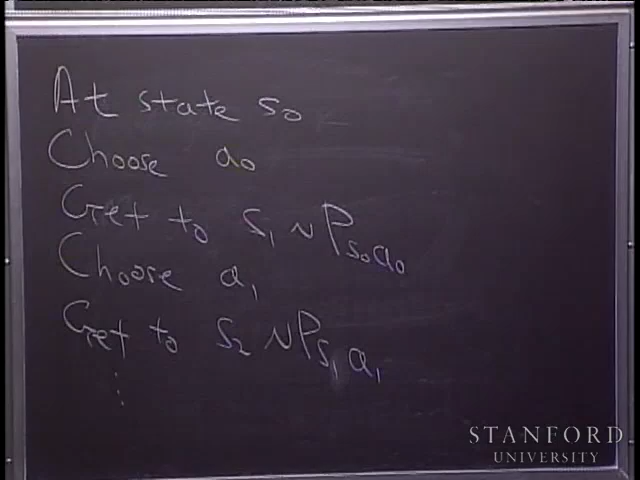 At state s₀
Choose a₀
Get to s₁ ~ Ps₀a₀
Choose a₁
Get to s₂ ~ Ps₁a₁
⋮
STANFORD
UNIVERSITY